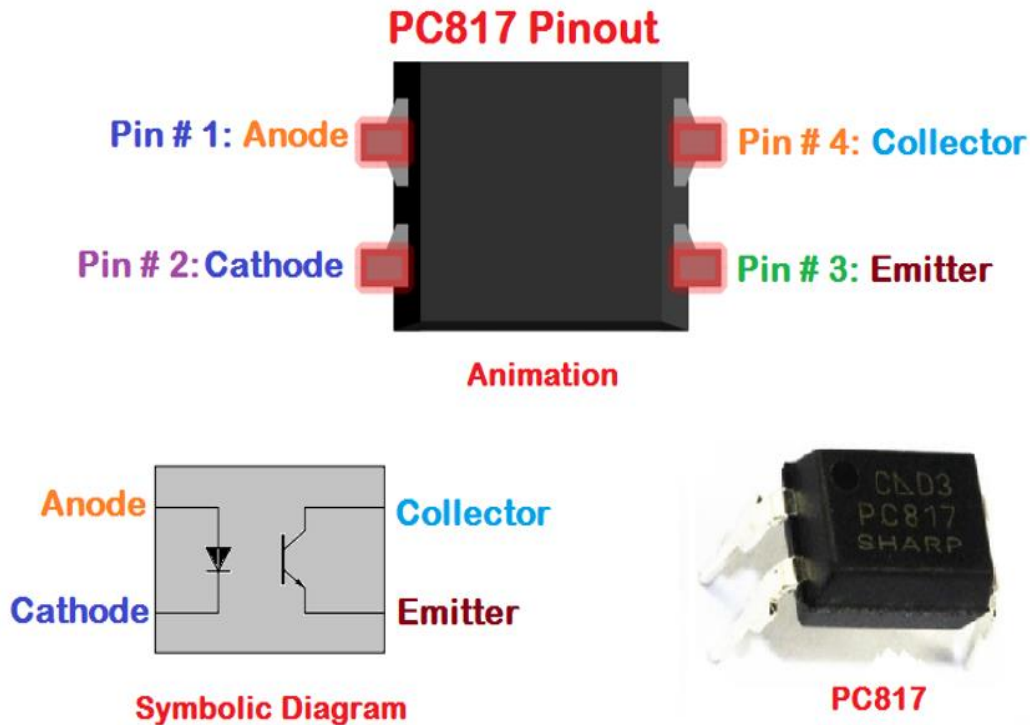 PC817 Pinout
Pin # 1: Anode
Pin # 4: Collector
Pin # 2: Cathode
Pin # 3: Emitter
Animation
Anode
Collector
Cathode
Emitter
Symbolic Diagram
C D3
PC817
SHARP
PC817